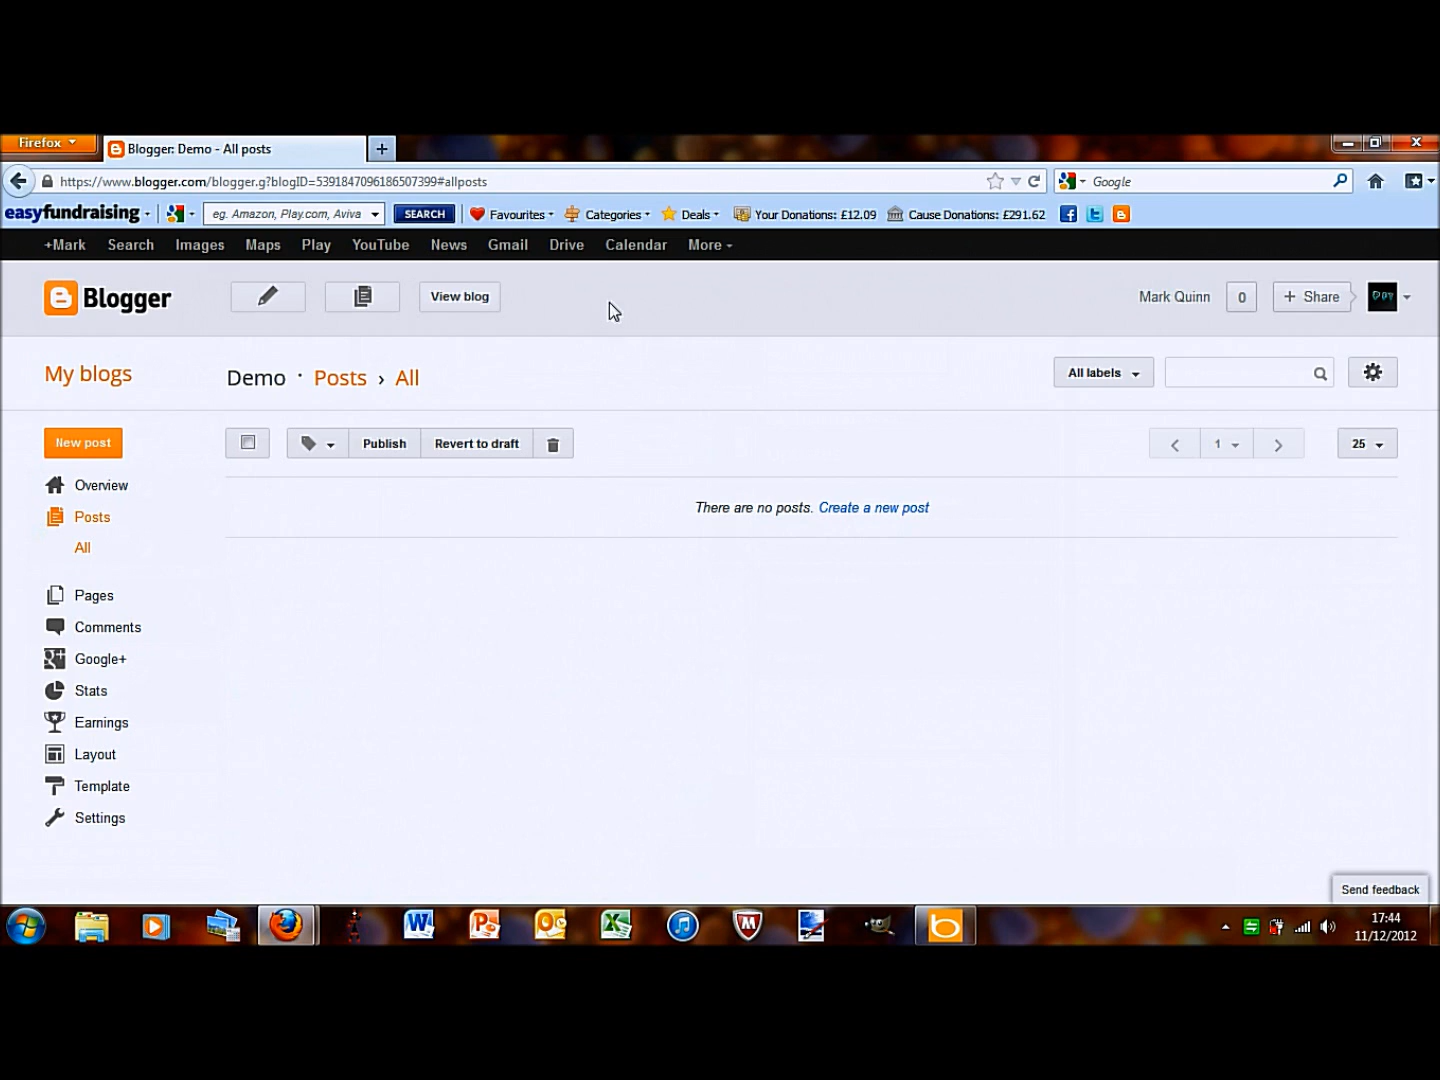 Firefox
Blogger: Demo - All posts
https://www.blogger.com/blogger.g?blogID=5391847096186507399#allposts
Google
easyfundraising
eg. Amazon, Play.com, Aviva
SEARCH
Favourites
Categories
Deals
Your Donations: £12.09
Cause Donations: £291.62
+Mark Search Images Maps Play YouTube News Gmail Drive Calendar More
Blogger
View blog
Mark Quinn
0
+ Share
My blogs
Demo · Posts › All
All labels
New post
Publish
Revert to draft
1
25
Overview
Posts
All
There are no posts. Create a new post
Pages
Comments
Google+
Stats
Earnings
Layout
Template
Settings
Send feedback
17:44
11/12/2012